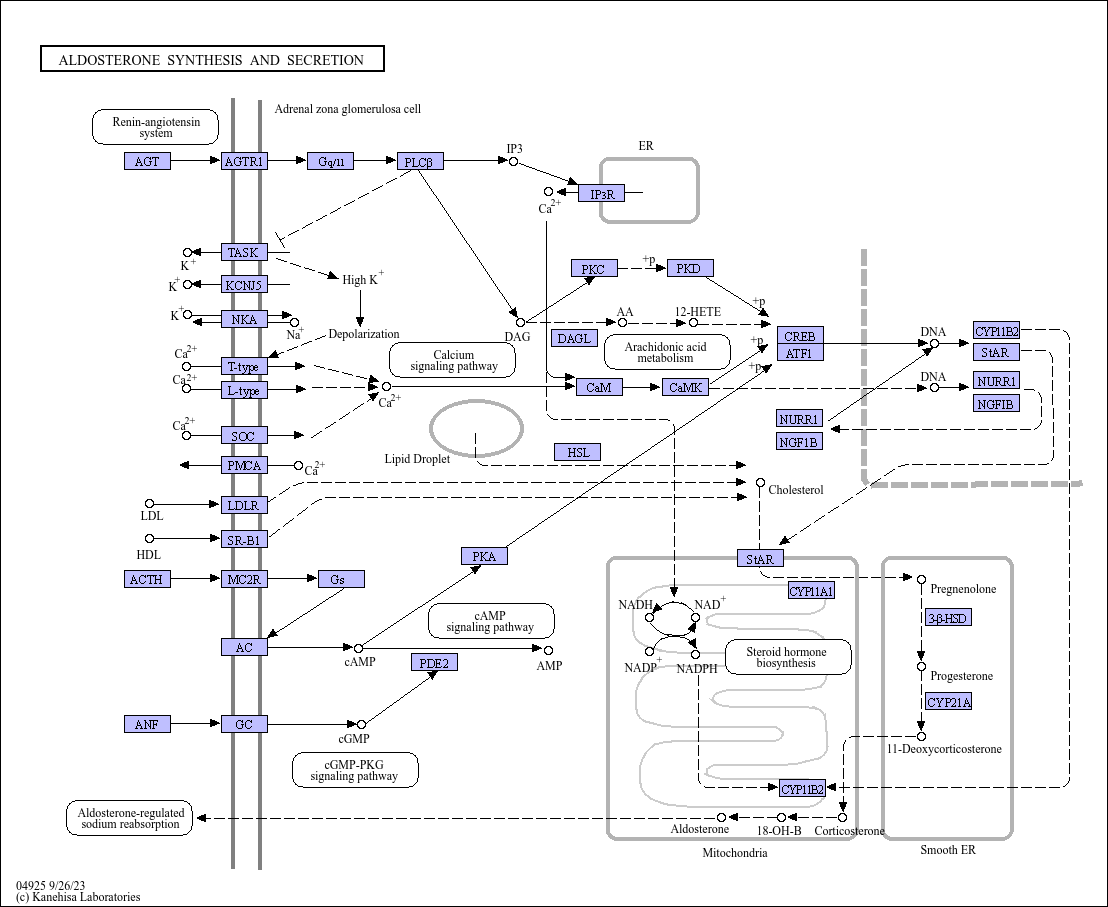 ALDOSTERONE SYNTHESIS AND SECRETION
Adrenal zona glomerulosa cell
Renin-angiotensin
system
AGT
AGTR1
Gq/11
PLCβ
IP3
ER
IP3R
Ca2+
TASK
K+
High K+
KCNJ5
K+
NKA
K+
Na+
Depolarization
PKC
+p
PKD
+p
DAG
AA
12-HETE
DAGL
Arachidonic acid
metabolism
CREB
ATF1
+p
+p
DNA
CYP11B2
StAR
DNA
NURR1
NGFIB
NURR1
NGF1B
Ca2+
T-type
Ca2+
L-type
Calcium
signaling pathway
Ca2+
CaM
CaMK
Ca2+
SOC
PMCA
Ca2+
Lipid Droplet
HSL
Cholesterol
LDL
LDLR
HDL
SR-B1
ACTH
MC2R
Gs
PKA
AC
cAMP
cAMP
signaling pathway
AMP
PDE2
ANF
GC
cGMP
cGMP-PKG
signaling pathway
StAR
CYP11A1
NADH
NAD+
NADP+
NADPH
Steroid hormone
biosynthesis
Pregnenolone
3-β-HSD
Progesterone
CYP21A
11-Deoxycorticosterone
CYP11B2
Aldosterone-regulated
sodium reabsorption
Aldosterone
18-OH-B
Corticosterone
Mitochondria
Smooth ER
04925 9/26/23
(c) Kanehisa Laboratories